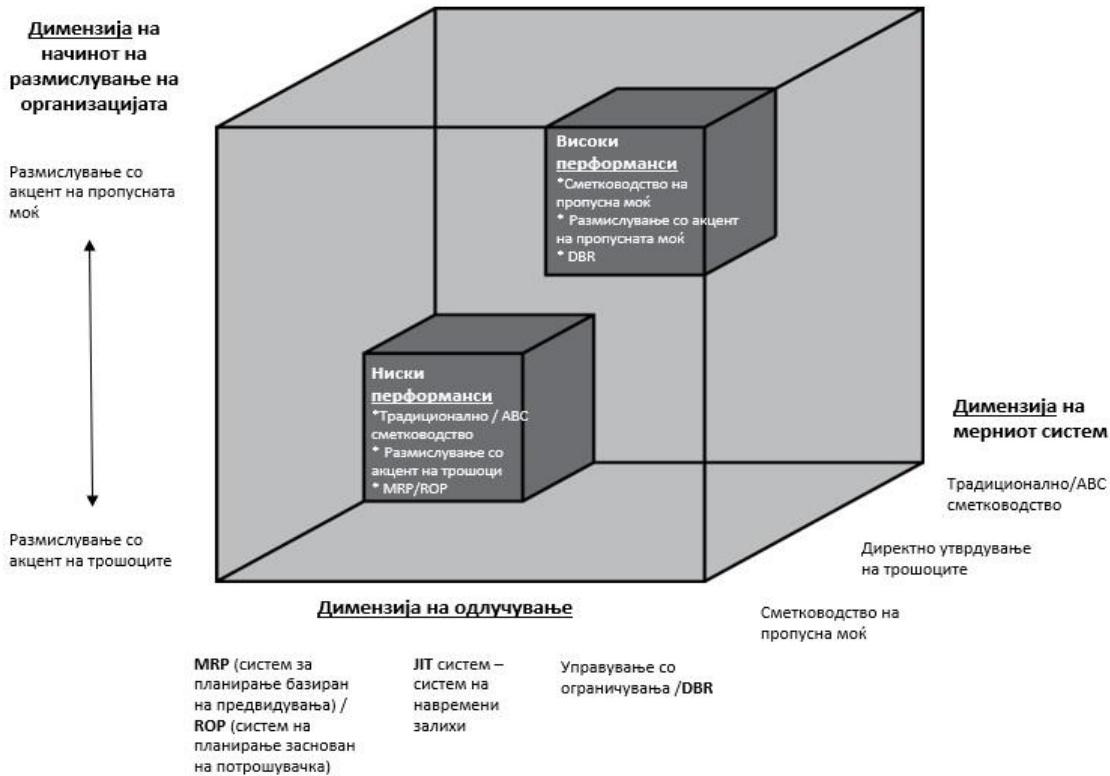 Димензија на
начинот на
размислување на
организацијата
Размислување со
акцент на пропусната
моќ
Размислување со
акцент на трошоците
Високи
перформанси
*Сметководство на
пропусна моќ
* Размислување со акцент
на пропусната моќ
* DBR
Ниски
перформанси
*Традиционално / ABC
сметководство
* Размислување со
акцент на трошоци
* MRP/ROP
Димензија на
мерниот систем
Традиционално/ABC
сметководство
Директно утврдување
на трошоците
Сметководство на
пропусна моќ
Димензија на одлучување
MRP (систем за
планирање базиран
на предвидувања) /
ROP (систем на
планирање заснован
на потрошувачка)
JIT систем –
систем на
навремени
залихи
Управување со
ограничувања /DBR